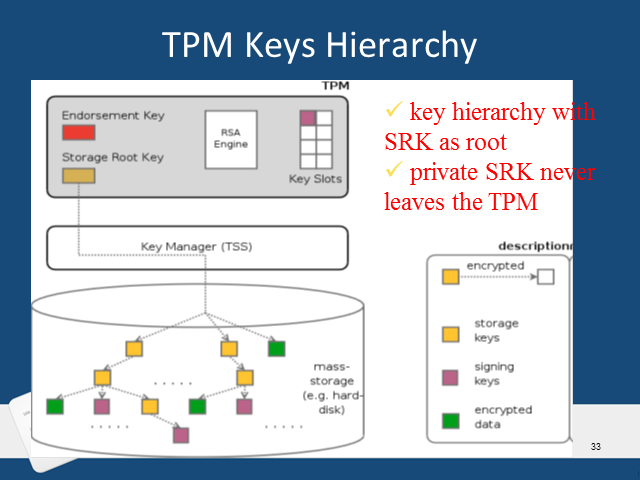 TPM Keys Hierarchy
TPM
Endorsement Key
Storage Root Key
RSA
Engine
Key Slots
✓ key hierarchy with
SRK as root
✓ private SRK never
leaves the TPM
Key Manager (TSS)
mass-
storage
(e.g. hard-
disk)
description
encrypted
storage
keys
signing
keys
encrypted
data
33